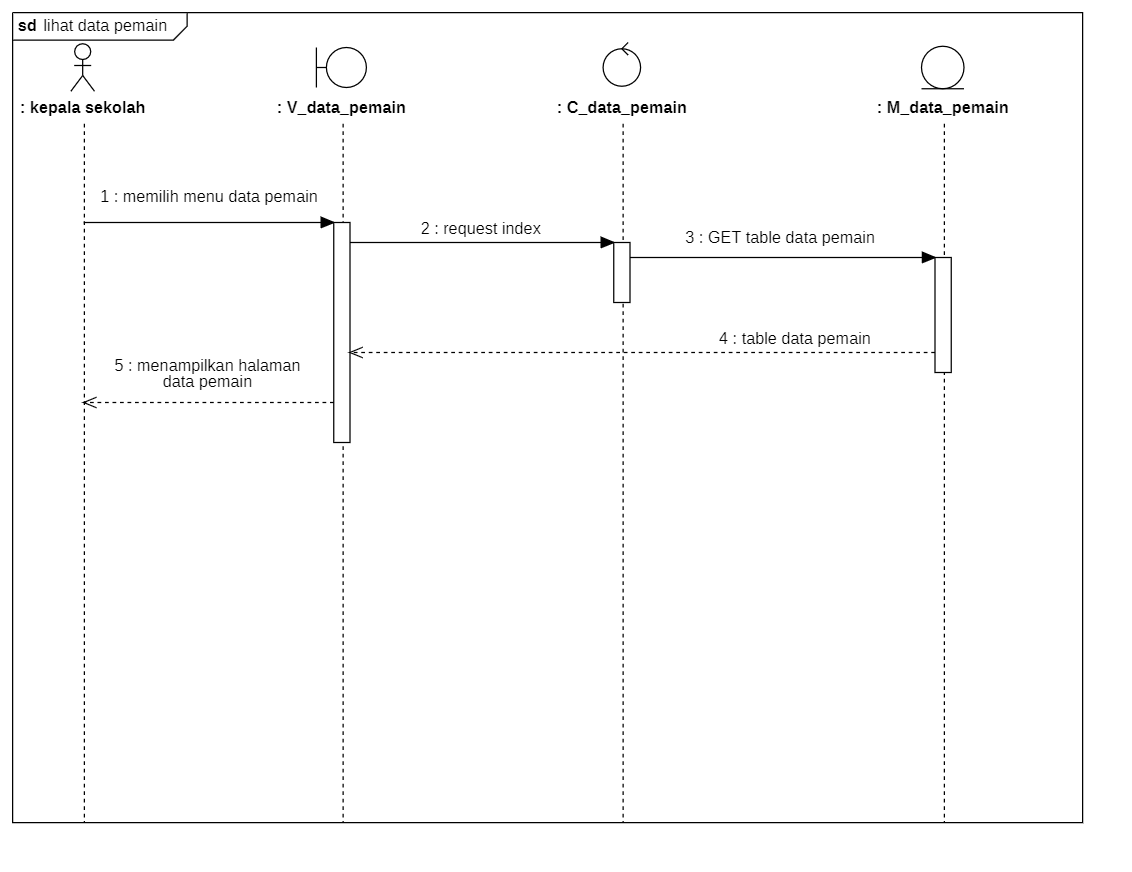 sd lihat data pemain
: kepala sekolah
: V_data_pemain
: C_data_pemain
: M_data_pemain
1 : memilih menu data pemain
2 : request index
3 : GET table data pemain
4 : table data pemain
5 : menampilkan halaman
data pemain